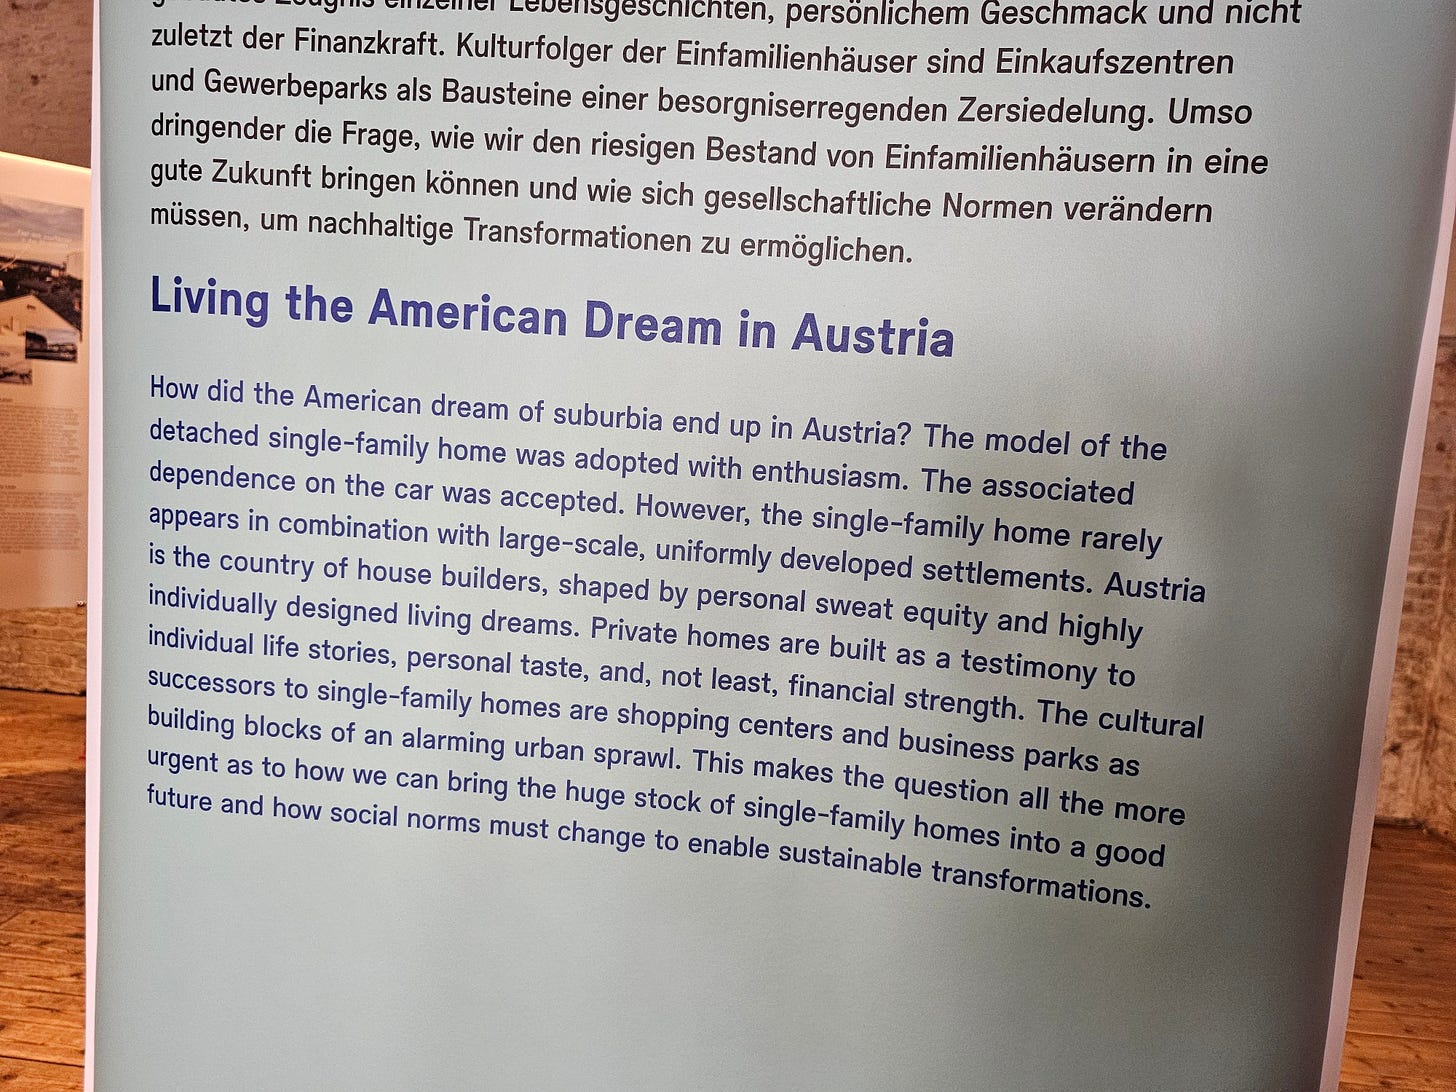 gebautes Zeugnis einzelner Lebensgeschichten, persönlichem Geschmack und nicht
zuletzt der Finanzkraft. Kulturfolger der Einfamilienhäuser sind Einkaufszentren
und Gewerbeparks als Bausteine einer besorgniserregenden Zersiedelung. Umso
dringender die Frage, wie wir den riesigen Bestand von Einfamilienhäusern in eine
gute Zukunft bringen können und wie sich gesellschaftliche Normen verändern
müssen, um nachhaltige Transformationen zu ermöglichen.
Living the American Dream in Austria
How did the American dream of suburbia end up in Austria? The model of the
detached single-family home was adopted with enthusiasm. The associated
dependence on the car was accepted. However, the single-family home rarely
appears in combination with large-scale, uniformly developed settlements. Austria
is the country of house builders, shaped by personal sweat equity and highly
individually designed living dreams. Private homes are built as a testimony to
individual life stories, personal taste, and, not least, financial strength. The cultural
successors to single-family homes are shopping centers and business parks as
building blocks of an alarming urban sprawl. This makes the question all the more
urgent as to how we can bring the huge stock of single-family homes into a good
future and how social norms must change to enable sustainable transformations.